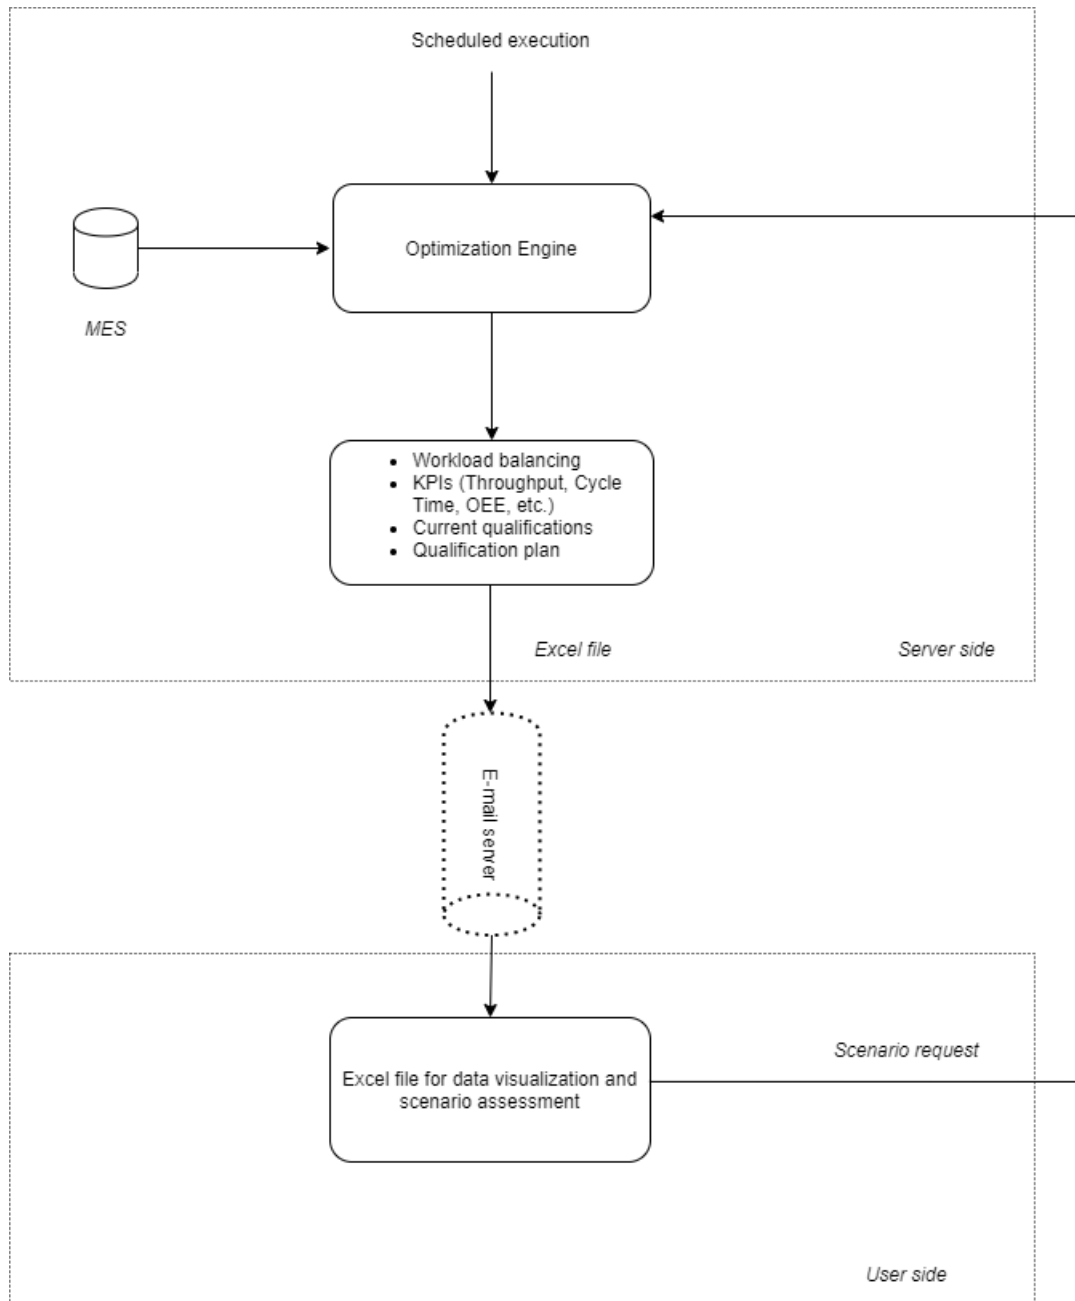 Scheduled execution
Optimization Engine
MES
• Workload balancing
• KPIs (Throughput, Cycle
Time, OEE, etc.)
• Current qualifications
• Qualification plan
Excel file
Server side
E-mail server
Scenario request
Excel file for data visualization and
scenario assessment
User side